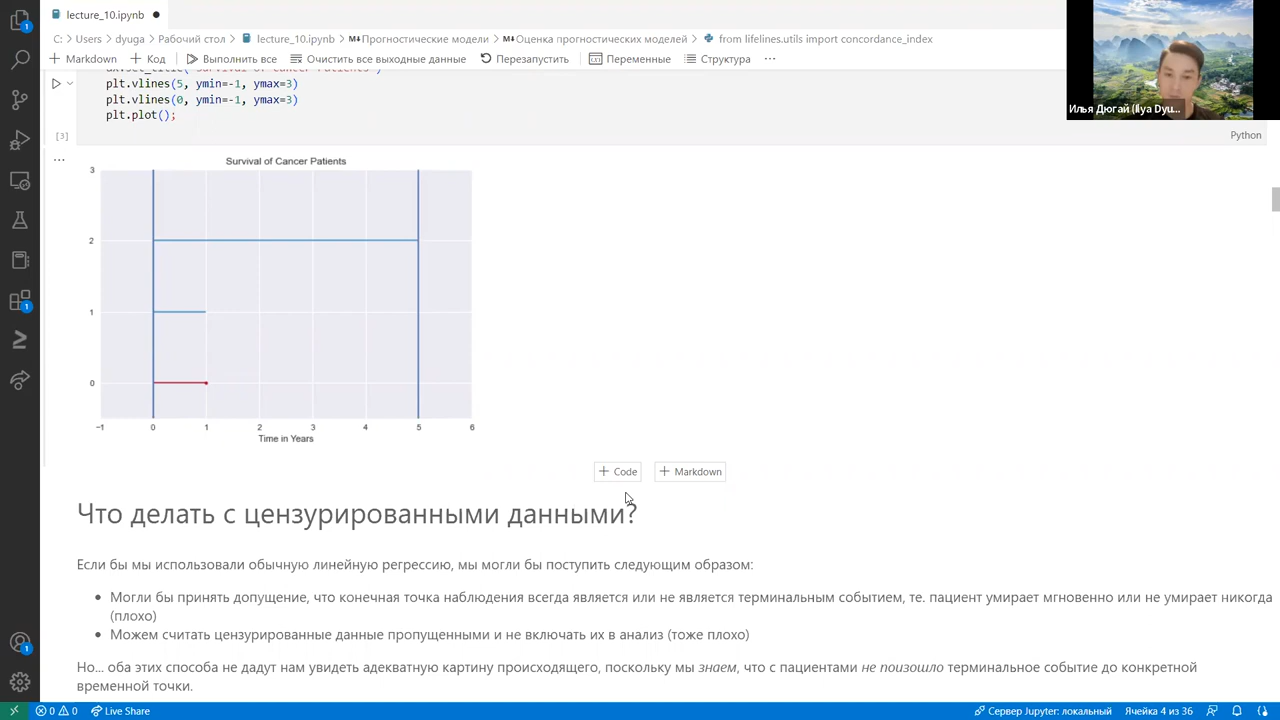 lecture_10.ipynb
C: > Users > dyuga > Рабочий стол > lecture_10.ipynb > M↓Прогностические модели > M↓Оценка прогностических моделей > from lifelines.utils import concordance_index
+ Markdown + Код Выполнить все Очистить все выходные данные Перезапустить Переменные Структура ...
plt.vlines(5, ymin=-1, ymax=3)
plt.vlines(0, ymin=-1, ymax=3)
plt.plot();
[3]
Python
Илья Дюгай (Ilya Dyu...
Survival of Cancer Patients
3
2
1
0
−1 0 1 2 3 4 5 6
Time in Years
+ Code + Markdown
Что делать с цензурированными данными?
Если бы мы использовали обычную линейную регрессию, мы могли бы поступить следующим образом:
• Могли бы принять допущение, что конечная точка наблюдения всегда является или не является терминальным событием, те. пациент умирает мгновенно или не умирает никогда
(плохо)
• Можем считать цензурированные данные пропущенными и не включать их в анализ (тоже плохо)
Но... оба этих способа не дадут нам увидеть адекватную картину происходящего, поскольку мы знаем, что с пациентами не поизошло терминальное событие до конкретной
временной точки.
0 0 Live Share
Сервер Jupyter: локальный Ячейка 4 из 36
1
1
1